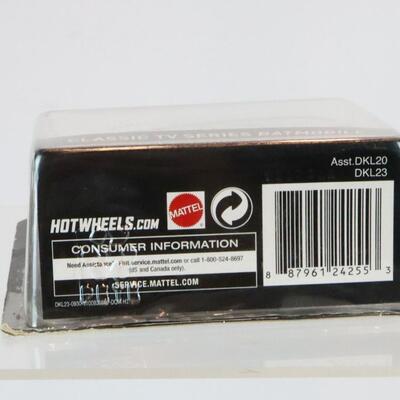 CLASSIC TV SERIES BATMOBILE
Asst.DKL20
DKL23
HOTWHEELS.COM
MATTEL
CONSUMER INFORMATION
Need Assistance? service.mattel.com or call 1-800-524-8697
(US and Canada only).
SERVICE.MATTEL.COM
8 87961 24255 3